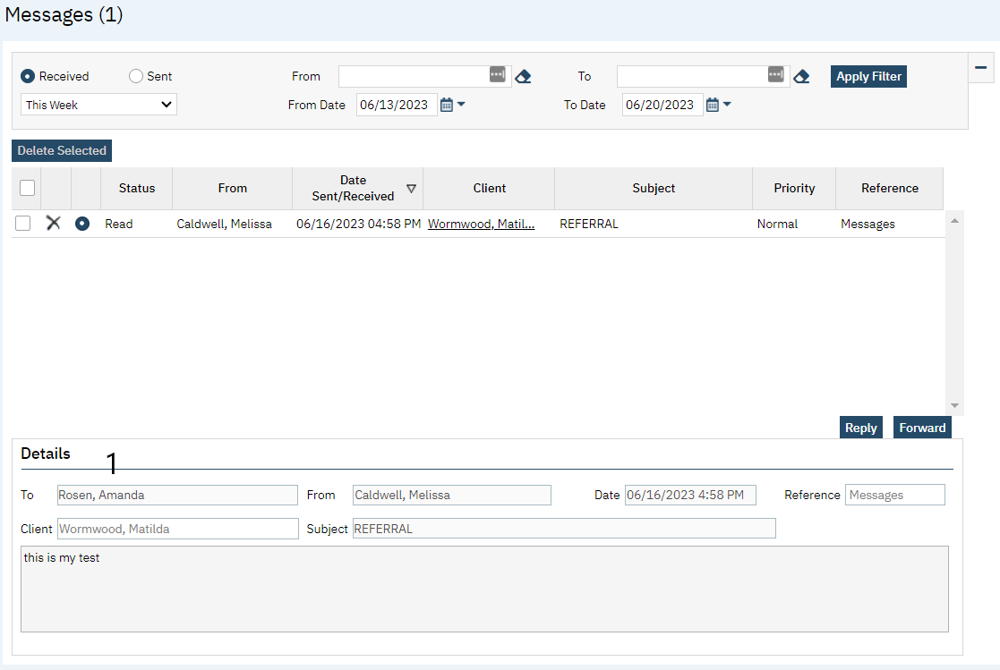 Messages (1)
Received Sent From To Apply Filter
This Week From Date 06/13/2023 To Date 06/20/2023
Delete Selected
Status From Date Sent/Received Client Subject Priority Reference
Read Caldwell, Melissa 06/16/2023 04:58 PM Wormwood, Matil... REFERRAL Normal Messages
Reply Forward
Details
1
To Rosen, Amanda From Caldwell, Melissa Date 06/16/2023 4:58 PM Reference Messages
Client Wormwood, Matilda Subject REFERRAL
this is my test